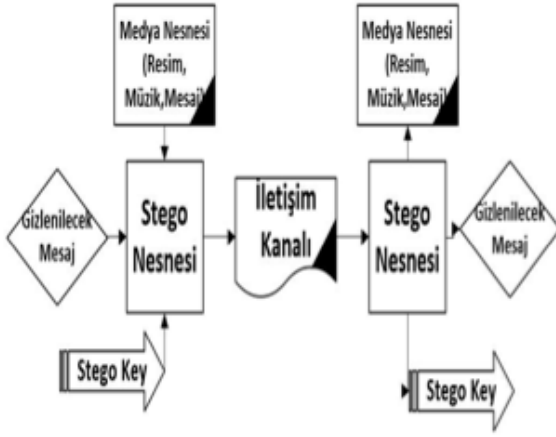 Medya Nesnesi
(Resim,
Müzik,Mesaj)
Medya Nesnesi
(Resim,
Müzik,Mesaj)
Gizlenilecek
Mesaj
Stego
Nesnesi
İletişim
Kanalı
Stego
Nesnesi
Gizlenilecek
Mesaj
Stego Key
Stego Key